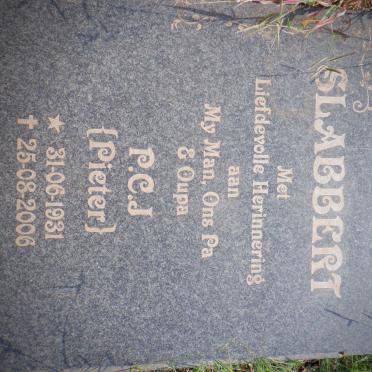 SLABBERT
Met
Liefdevolle Herinnering
aan
My Man, Ons Pa
& Oupa
P.C.J
{Pieter}
★ 31-06-1931
✝ 25-08-2006